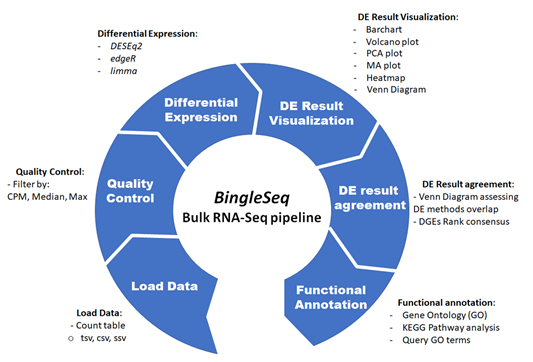 Differential Expression:
- DESeq2
- edgeR
- limma
DE Result Visualization:
- Barchart
- Volcano plot
- PCA plot
- MA plot
- Heatmap
- Venn Diagram
Differential
Expression
DE Result
Visualization
Quality Control:
- Filter by:
CPM, Median, Max
Quality
Control
BingleSeq
Bulk RNA-Seq pipeline
DE result
agreement
DE Result agreement:
- Venn Diagram assessing
DE methods overlap
- DGEs Rank consensus
Load Data
Functional
Annotation
Load Data:
- Count table
o tsv, csv, ssv
Functional annotation:
- Gene Ontology (GO)
- KEGG Pathway analysis
- Query GO terms